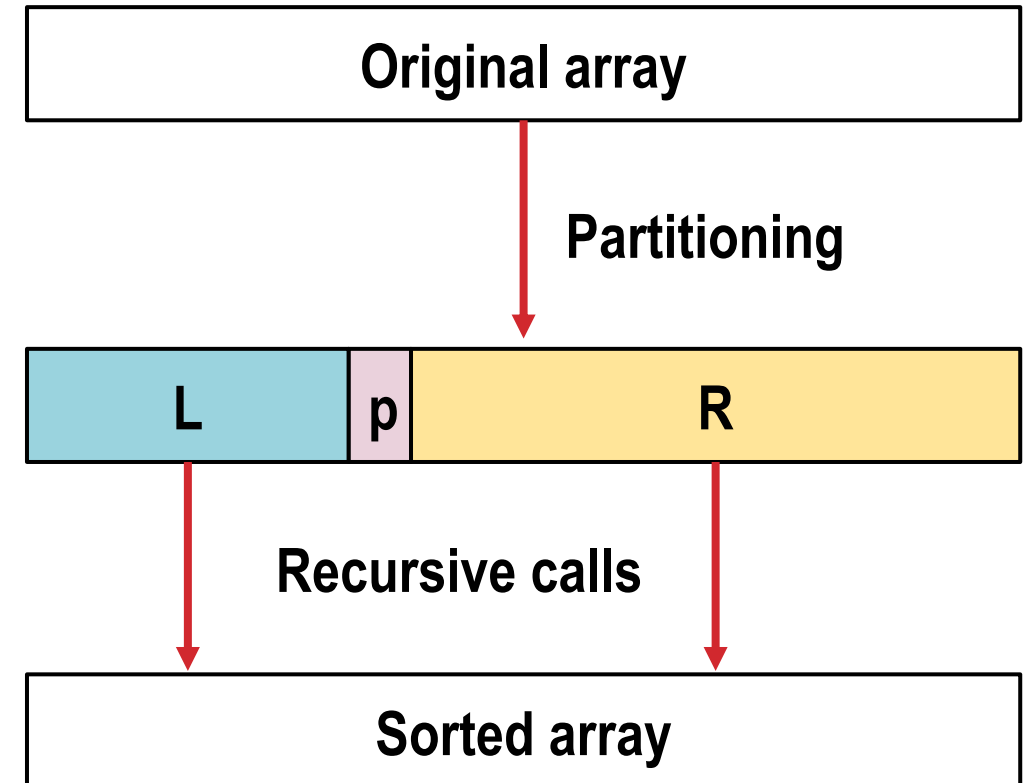 Original array
Partitioning
L p R
Recursive calls
Sorted array